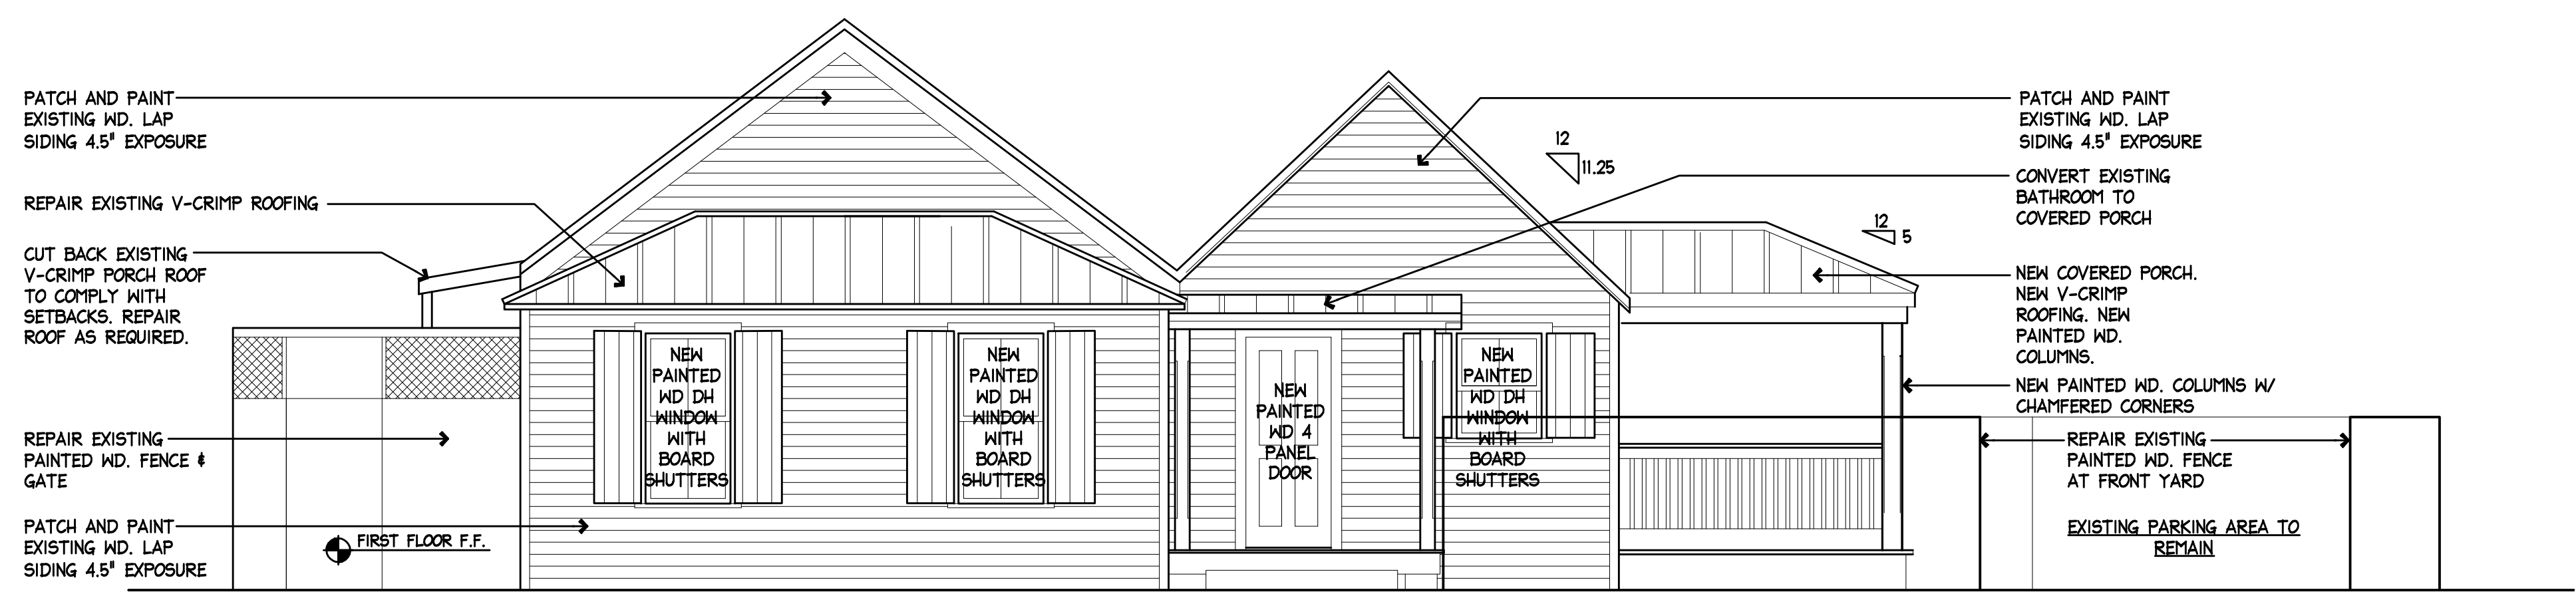 PATCH AND PAINT
EXISTING WD. LAP
SIDING 4.5" EXPOSURE
REPAIR EXISTING V-CRIMP ROOFING
CUT BACK EXISTING
V-CRIMP PORCH ROOF
TO COMPLY WITH
SETBACKS. REPAIR
ROOF AS REQUIRED.
REPAIR EXISTING
PAINTED WD. FENCE &
GATE
PATCH AND PAINT
EXISTING WD. LAP
SIDING 4.5" EXPOSURE
FIRST FLOOR F.F.
NEW
PAINTED
WD DH
WINDOW
WITH
BOARD
SHUTTERS
NEW
PAINTED
WD DH
WINDOW
WITH
BOARD
SHUTTERS
NEW
PAINTED
WD 4
PANEL
DOOR
NEW
PAINTED
WD DH
WINDOW
WITH
BOARD
SHUTTERS
12
11.25
12
5
PATCH AND PAINT
EXISTING WD. LAP
SIDING 4.5" EXPOSURE
CONVERT EXISTING
BATHROOM TO
COVERED PORCH
NEW COVERED PORCH.
NEW V-CRIMP
ROOFING. NEW
PAINTED WD.
COLUMNS.
NEW PAINTED WD. COLUMNS W/
CHAMFERED CORNERS
REPAIR EXISTING
PAINTED WD. FENCE
AT FRONT YARD
EXISTING PARKING AREA TO
REMAIN